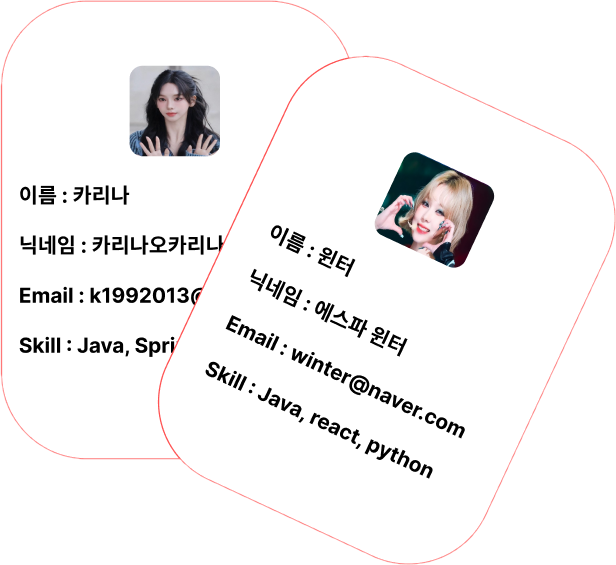 이름 : 카리나
닉네임 : 카리나오카리나
Email : k1992013@
Skill : Java, Spri
이름 : 윈터
닉네임 : 에스파 윈터
Email : winter@naver.com
Skill : Java, react, python